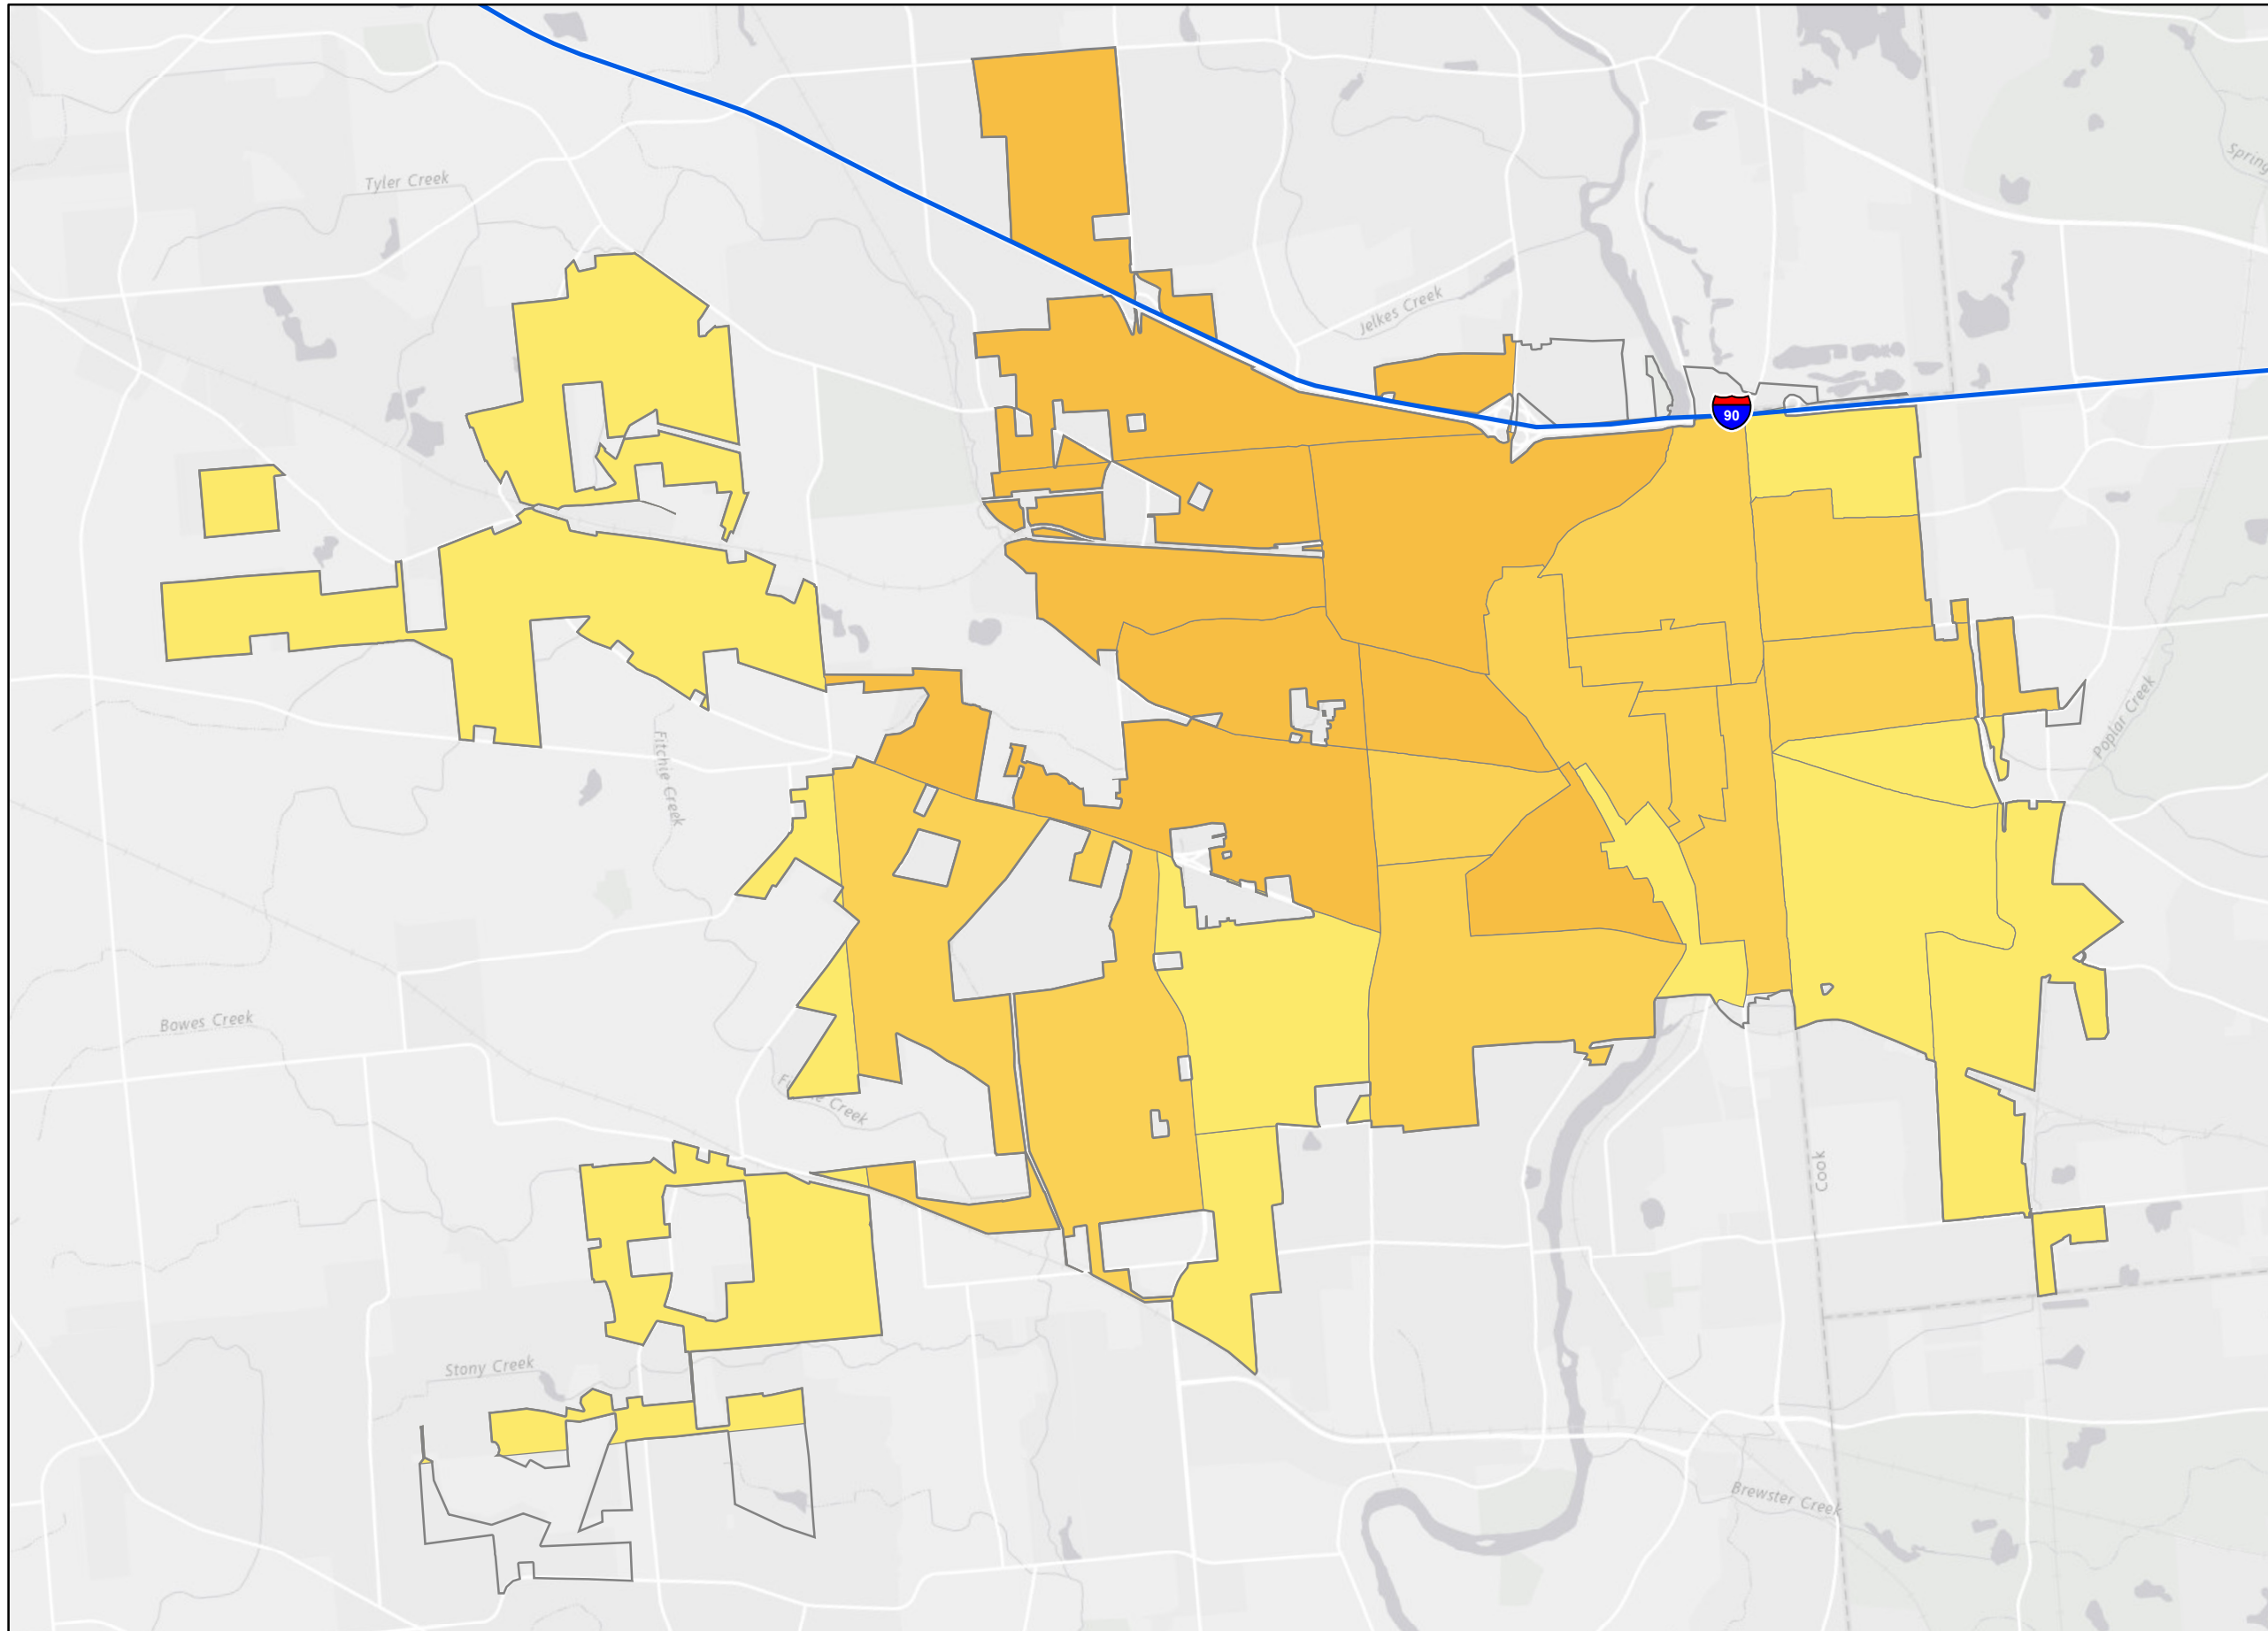 Tyler Creek
Spring
Jelkes Creek
90
Poplar Creek
Fitchie Creek
Bowes Creek
Creek
Cook
Stony Creek
Brewster Creek